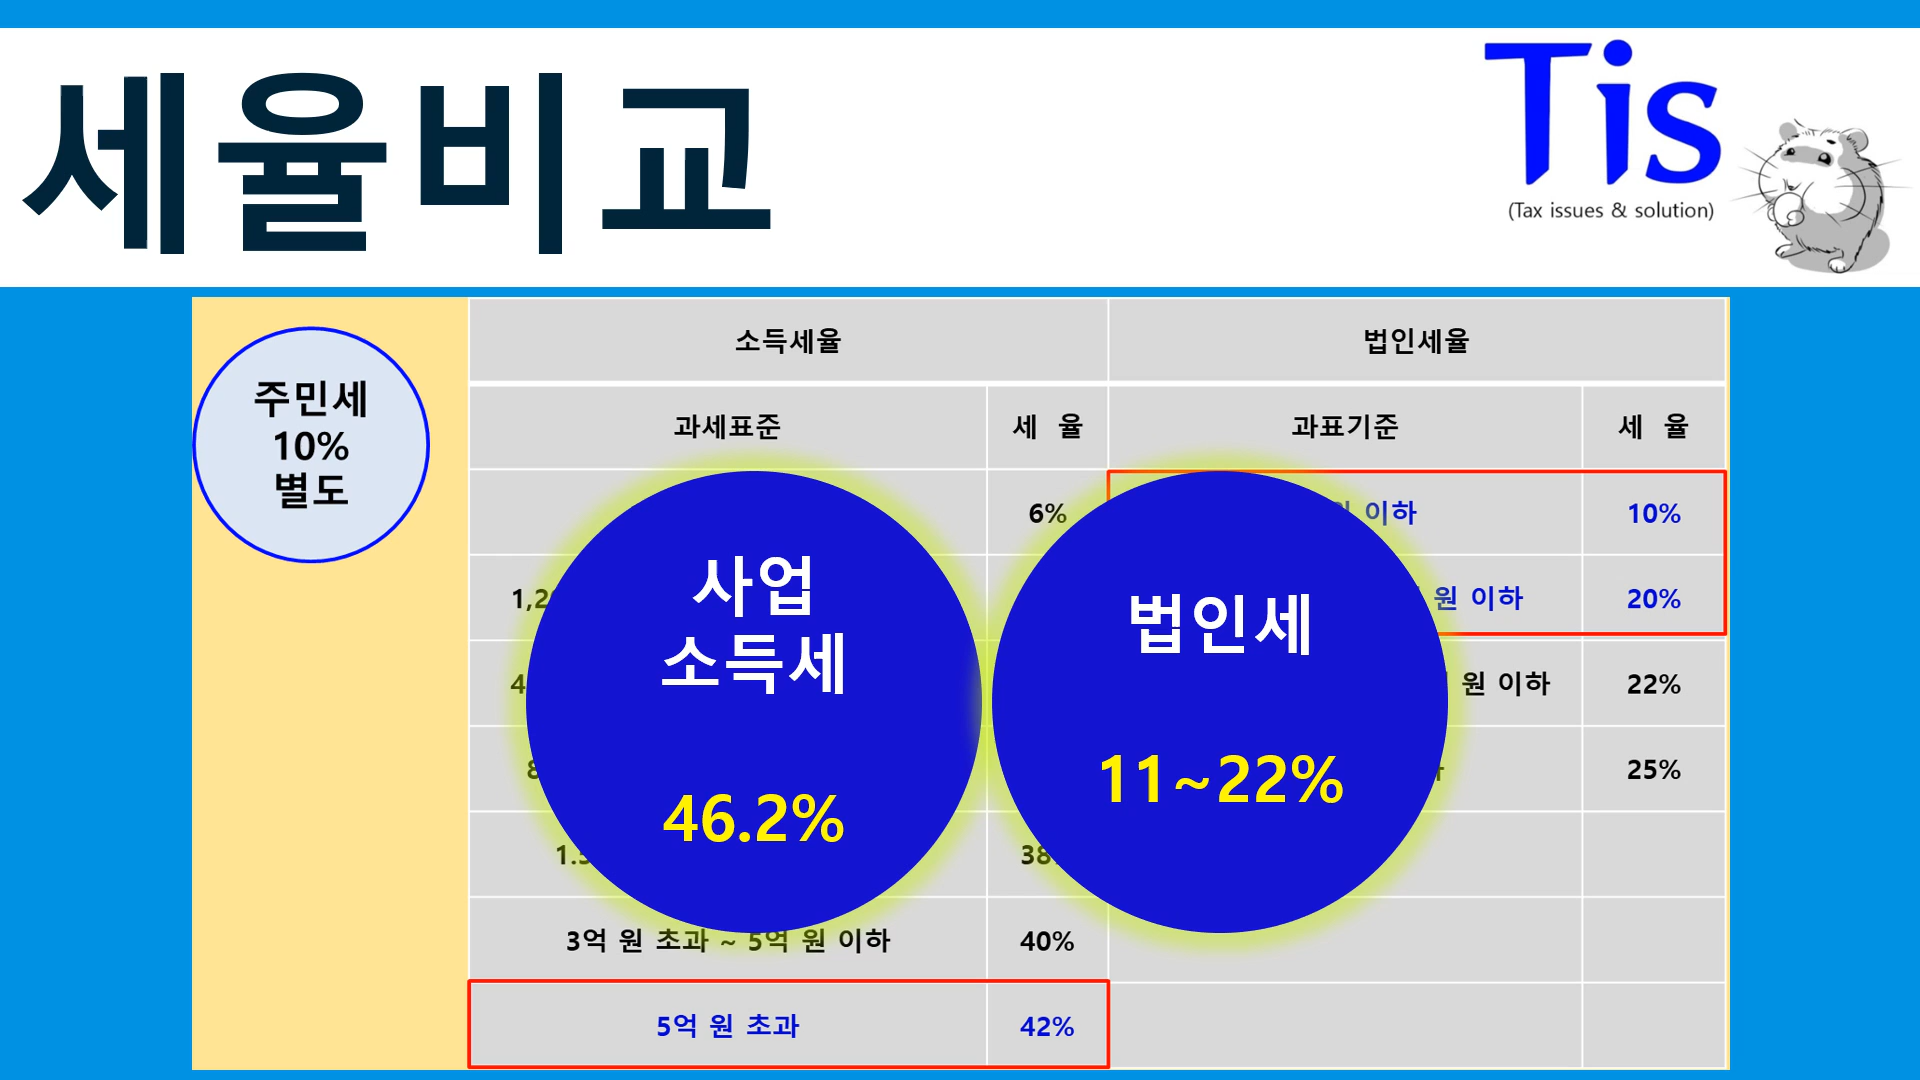 세율비교
Tis
(Tax issues & solution)
주민세
10%
별도
소득세율
법인세율
과세표준
세 율
과표기준
세 율
6%
이하
10%
원 이하
20%
원 이하
22%
25%
사업
소득세
46.2%
법인세
11~22%
3억 원 초과 ~ 5억 원 이하
40%
5억 원 초과
42%